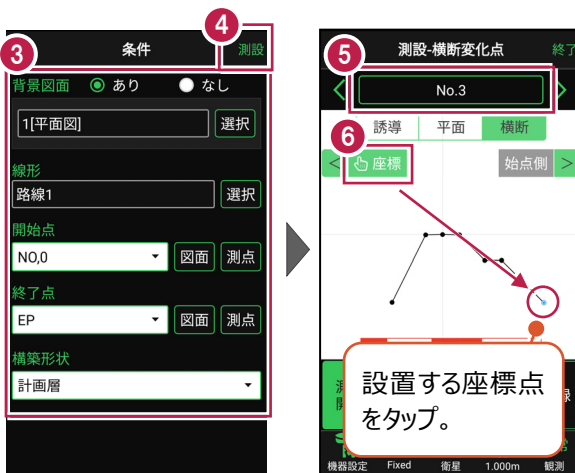 3
4
条件
測設
背景図面
あり
なし
1[平面図]
選択
線形
路線1
選択
開始点
NO,0
図面
測点
終了点
EP
図面
測点
構築形状
計画層
5
測設-横断変化点
終了
<
No.3
>
6
誘導
平面
横断
<
座標
始点側
>
設置する座標点
をタップ。
機器設定
Fixed
衛星
1.000m
観測